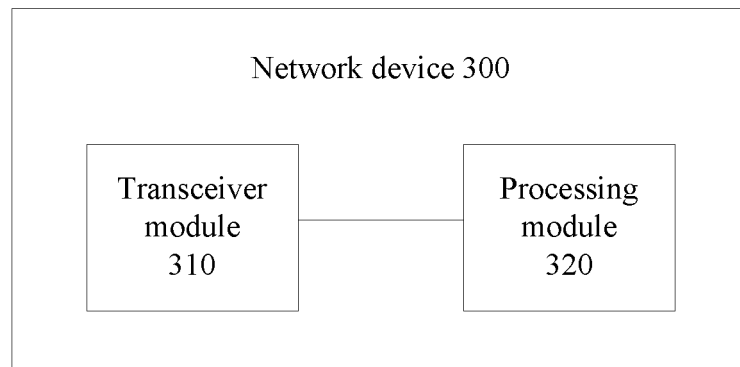 Network device 300
Transceiver
module
310
Processing
module
320